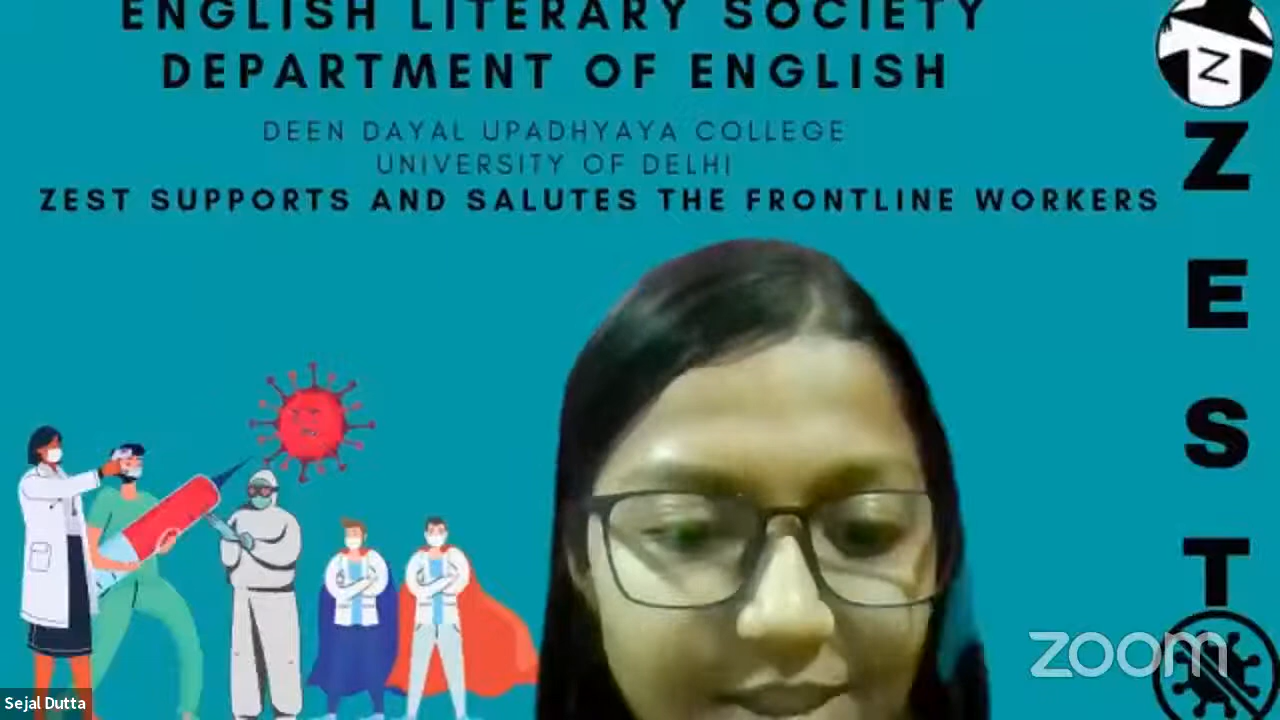 ENGLISH LITERARY SOCIETY
DEPARTMENT OF ENGLISH
DEEN DAYAL UPADHYAYA COLLEGE
UNIVERSITY OF DELHI
ZEST SUPPORTS AND SALUTES THE FRONTLINE WORKERS
Z
Z
E
S
T
zoom
Sejal Dutta